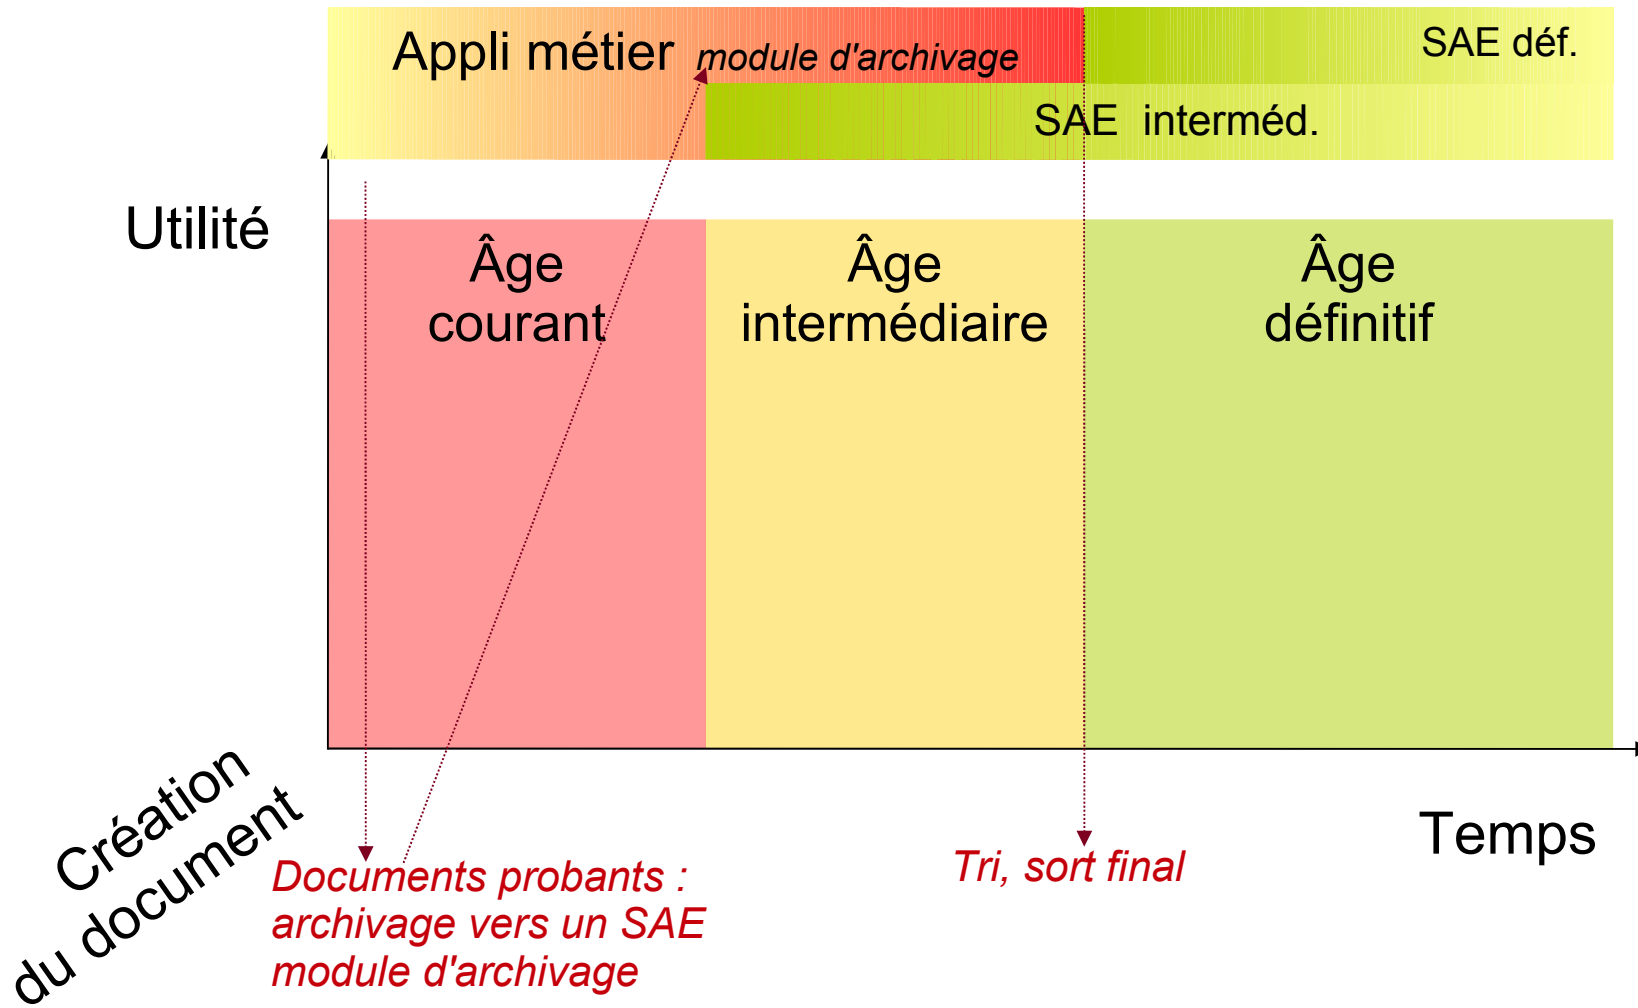 Appli métier module d'archivage
SAE déf.
SAE interméd.
Utilité
Âge
courant
Âge
intermédiaire
Âge
définitif
Création
du document
Temps
Documents probants :
archivage vers un SAE
module d'archivage
Tri, sort final